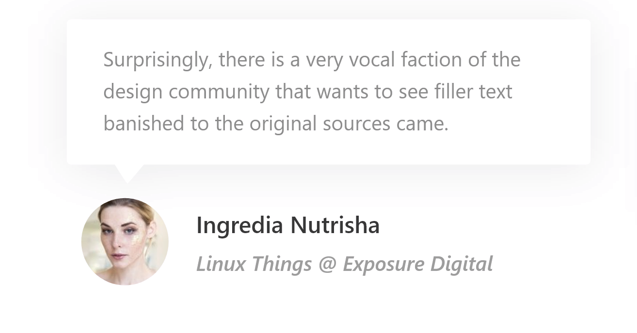 Surprisingly, there is a very vocal faction of the
design community that wants to see filler text
banished to the original sources came.
Ingredia Nutrisha
Linux Things @ Exposure Digital